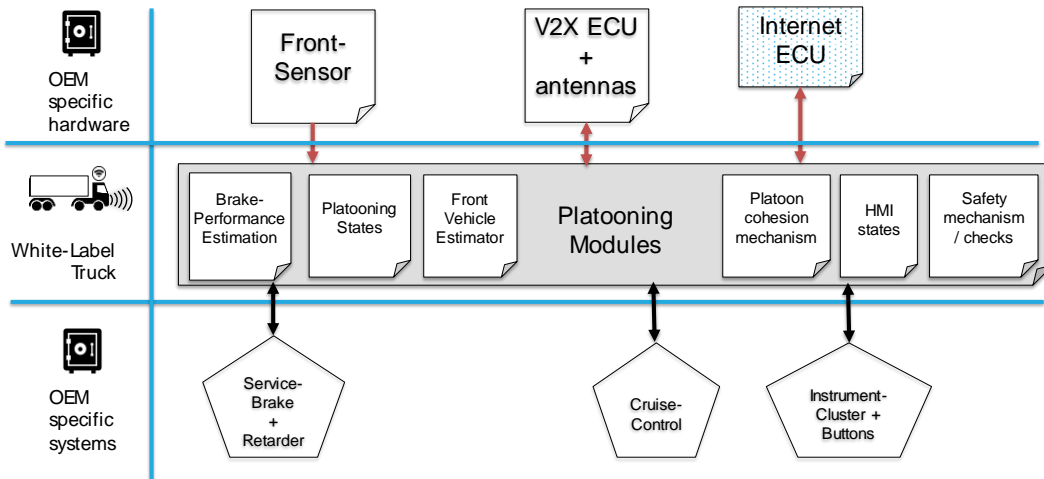 OEM
specific
hardware
Front-
Sensor
V2X ECU
+
antennas
Internet
ECU
White-Label
Truck
Brake-
Performance
Estimation
Platooning
States
Front
Vehicle
Estimator
Platooning
Modules
Platoon
cohesion
mechanism
HMI
states
Safety
mechanism
/ checks
OEM
specific
systems
Service-
Brake
+
Retarder
Cruise-
Control
Instrument-
Cluster +
Buttons